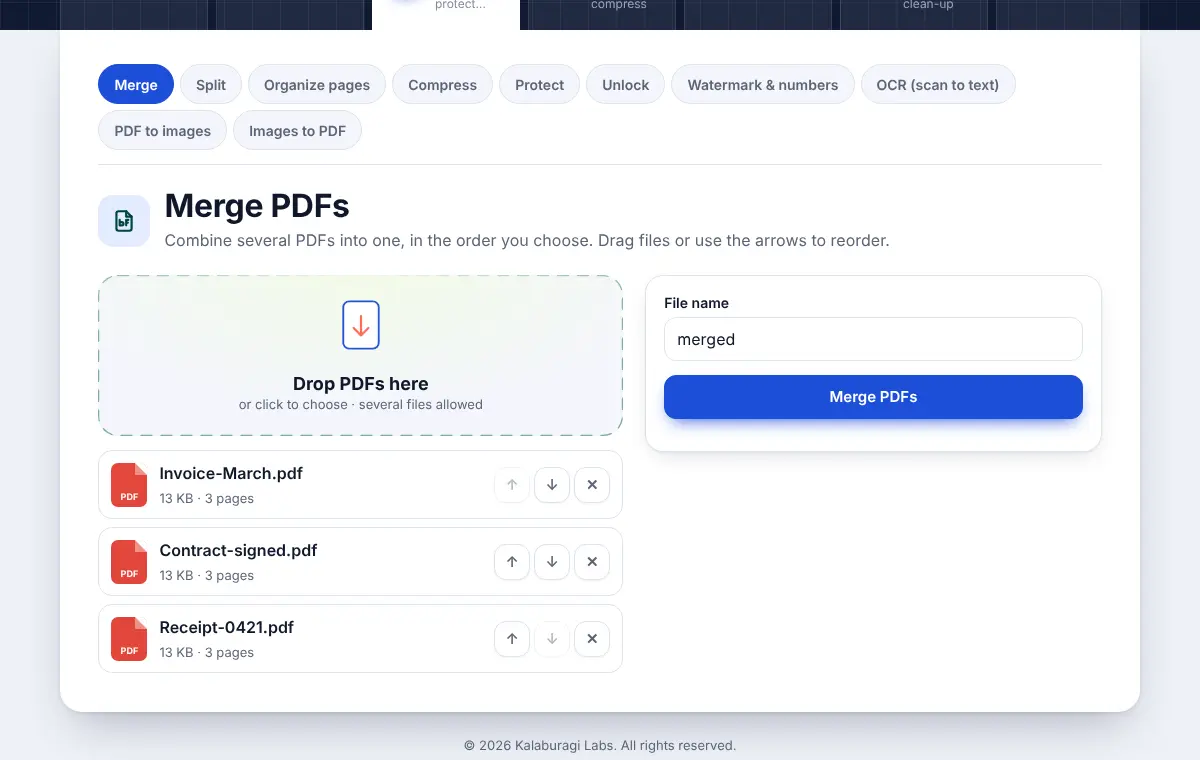 protect...
compress
clean-up
Merge
Split
Organize pages
Compress
Protect
Unlock
Watermark & numbers
OCR (scan to text)
PDF to images
Images to PDF
Merge PDFs
Combine several PDFs into one, in the order you choose. Drag files or use the arrows to reorder.
Drop PDFs here
or click to choose · several files allowed
File name
merged
Merge PDFs
PDF
Invoice-March.pdf
13 KB · 3 pages
PDF
Contract-signed.pdf
13 KB · 3 pages
PDF
Receipt-0421.pdf
13 KB · 3 pages
© 2026 Kalaburagi Labs. All rights reserved.